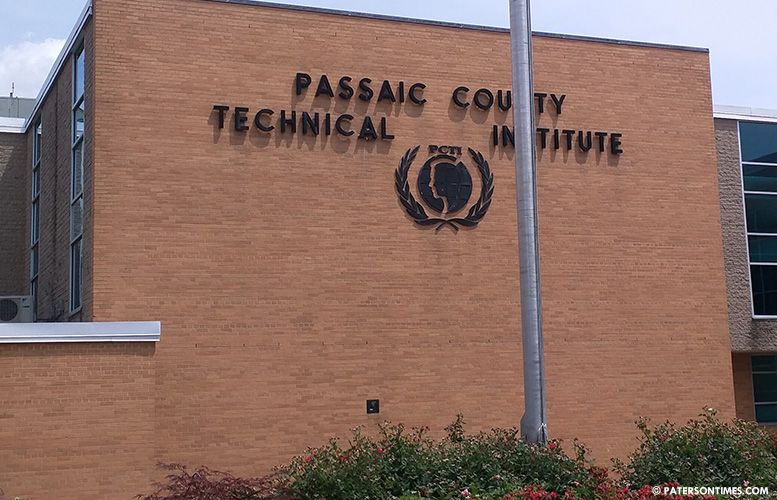 PASSAIC COUNTY
TECHNICAL INSTITUTE
PCTI
© PATERSONTIMES.COM